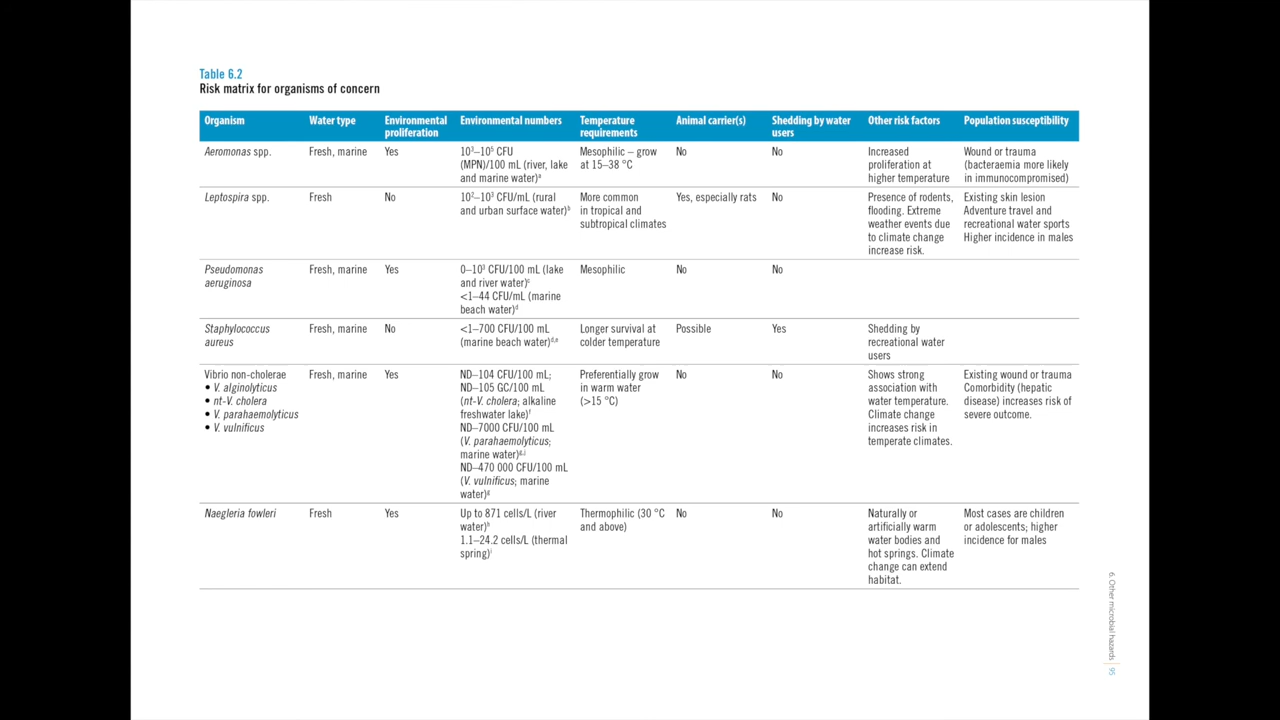 Table 6.2
Risk matrix for organisms of concern
Organism Water type Environmental proliferation Environmental numbers Temperature requirements Animal carrier(s) Shedding by water users Other risk factors Population susceptibility
Aeromonas spp. Fresh, marine Yes 10³–10⁵ CFU Mesophilic – grow No No Increased Wound or trauma
(MPN)/100 mL (river, lake at 15–38 °C proliferation at (bacteraemia more likely
and marine water)ᵃ higher temperature in immunocompromised)
Leptospira spp. Fresh No 10²–10³ CFU/mL (rural More common Yes, especially rats No Presence of rodents, Existing skin lesion
and urban surface water)ᵇ in tropical and flooding. Extreme Adventure travel and
subtropical climates weather events due recreational water sports
to climate change Higher incidence in males
increase risk.
Pseudomonas Fresh, marine Yes 0–10³ CFU/100 mL (lake Mesophilic No No
aeruginosa and river water)ᶜ
<1–44 CFU/mL (marine
beach water)ᵈ
Staphylococcus Fresh, marine No <1–700 CFU/100 mL Longer survival at Possible Yes Shedding by
aureus (marine beach water)ᵈ,ᵉ colder temperature recreational water
users
Vibrio non-cholerae Fresh, marine Yes ND–104 CFU/100 mL; Preferentially grow No No Shows strong Existing wound or trauma
• V. alginolyticus ND–105 GC/100 mL in warm water association with Comorbidity (hepatic
• nt-V. cholera (nt-V. cholera; alkaline (>15 °C) water temperature. disease) increases risk of
• V. parahaemolyticus freshwater lake)ᶠ Climate change severe outcome.
• V. vulnificus ND–7000 CFU/100 mL increases risk in
(V. parahaemolyticus; temperate climates.
marine water)ᵍ,ʲ
ND–470 000 CFU/100 mL
(V. vulnificus; marine
water)ᵍ
Naegleria fowleri Fresh Yes Up to 871 cells/L (river Thermophilic (30 °C No No Naturally or Most cases are children
water)ʰ and above) artificially warm or adolescents; higher
1.1–24.2 cells/L (thermal water bodies and incidence for males
spring)ⁱ hot springs. Climate
change can extend
habitat.
6. Other microbial hazards 95